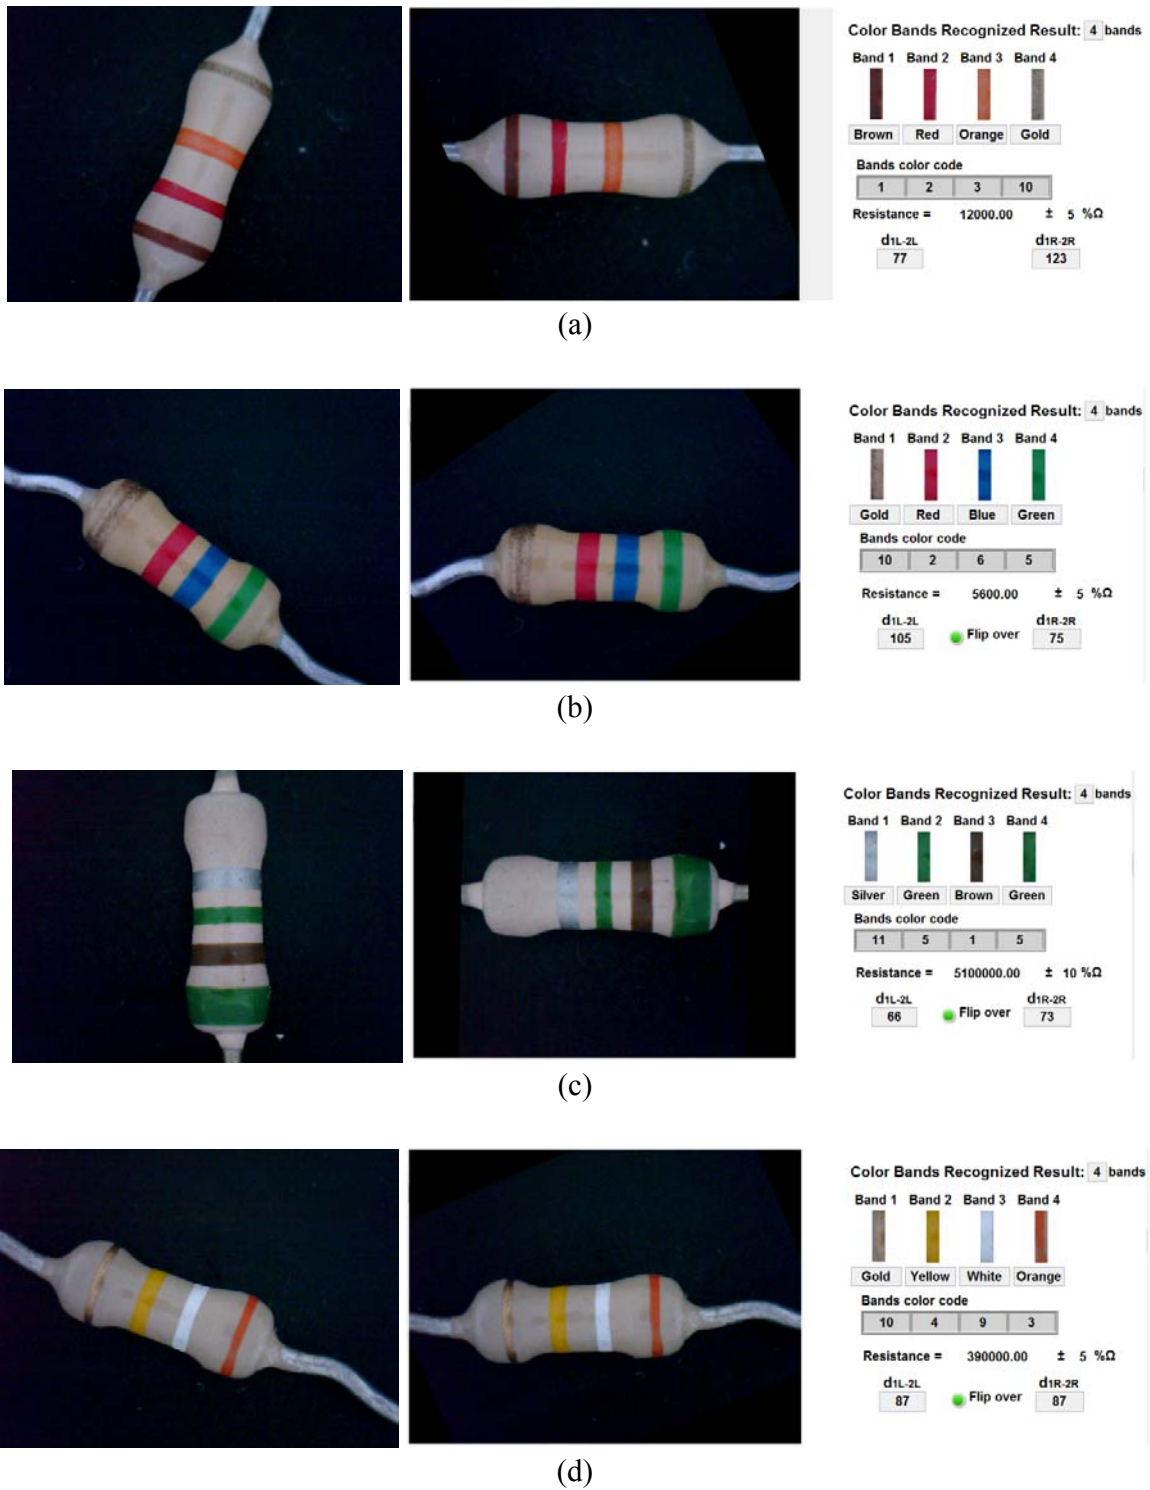 Color Bands Recognized Result: 4 bands
Band 1 Band 2 Band 3 Band 4
Brown Red Orange Gold
Bands color code
1 2 3 10
Resistance = 12000.00 ± 5 %Ω
d1L-2L d1R-2R
77 123
(a)
Color Bands Recognized Result: 4 bands
Band 1 Band 2 Band 3 Band 4
Gold Red Blue Green
Bands color code
10 2 6 5
Resistance = 5600.00 ± 5 %Ω
d1L-2L d1R-2R
105 Flip over 75
(b)
Color Bands Recognized Result: 4 bands
Band 1 Band 2 Band 3 Band 4
Silver Green Brown Green
Bands color code
11 5 1 5
Resistance = 5100000.00 ± 10 %Ω
d1L-2L d1R-2R
66 Flip over 73
(c)
Color Bands Recognized Result: 4 bands
Band 1 Band 2 Band 3 Band 4
Gold Yellow White Orange
Bands color code
10 4 9 3
Resistance = 390000.00 ± 5 %Ω
d1L-2L d1R-2R
87 Flip over 87
(d)